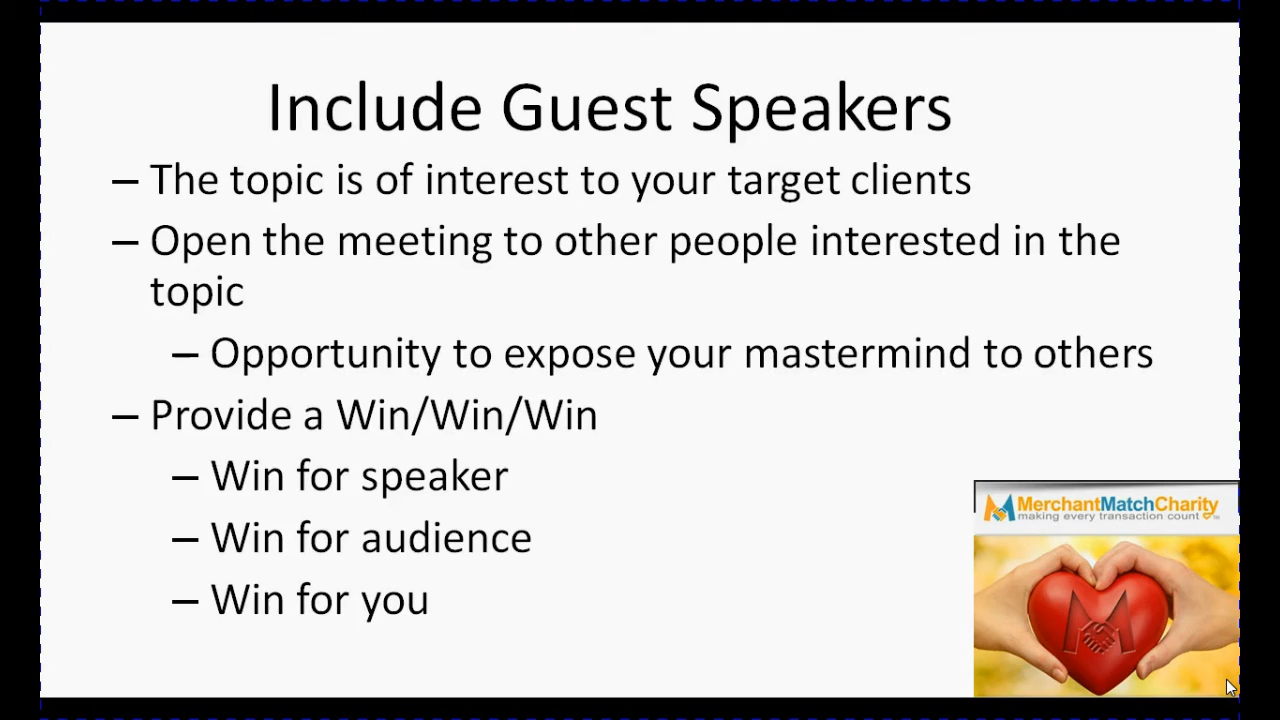 Include Guest Speakers
– The topic is of interest to your target clients
– Open the meeting to other people interested in the
topic
– Opportunity to expose your mastermind to others
– Provide a Win/Win/Win
– Win for speaker
– Win for audience
– Win for you
MerchantMatchCharity
making every transaction count
M